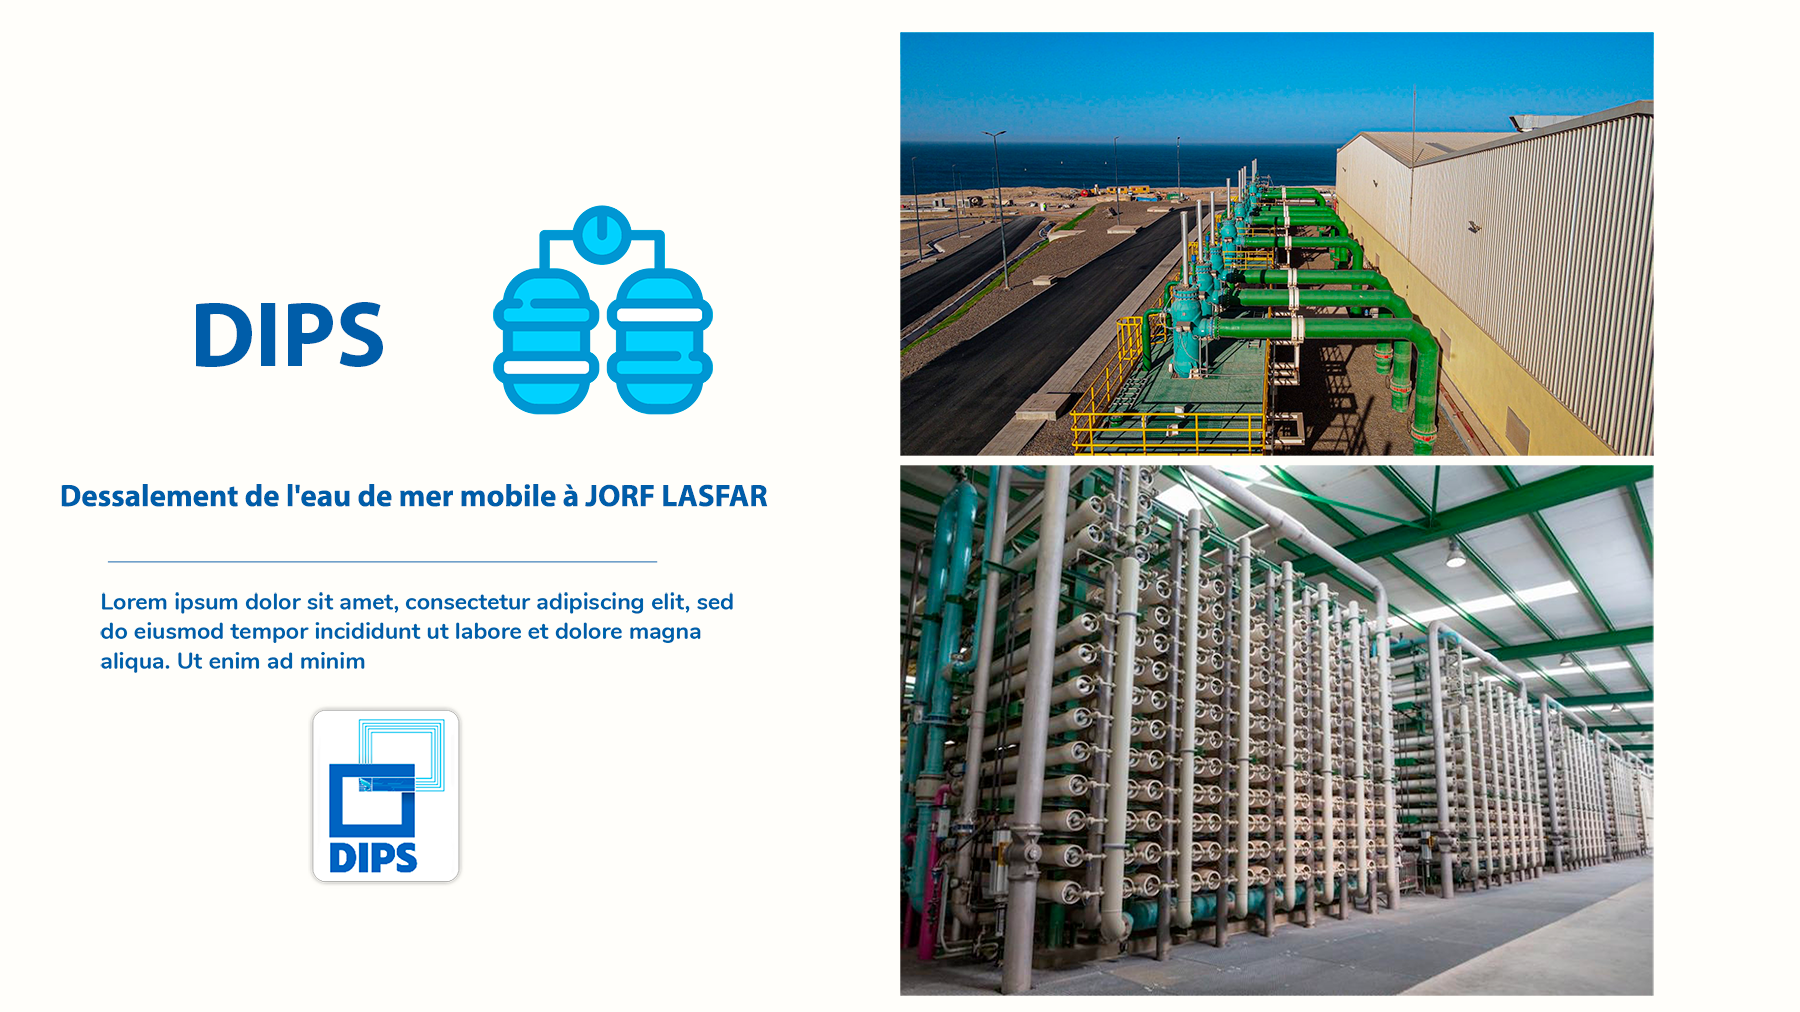 DIPS
Dessalement de l'eau de mer mobile à JORF LASFAR
Lorem ipsum dolor sit amet, consectetur adipiscing elit, sed
do eiusmod tempor incididunt ut labore et dolore magna
aliqua. Ut enim ad minim
DIPS